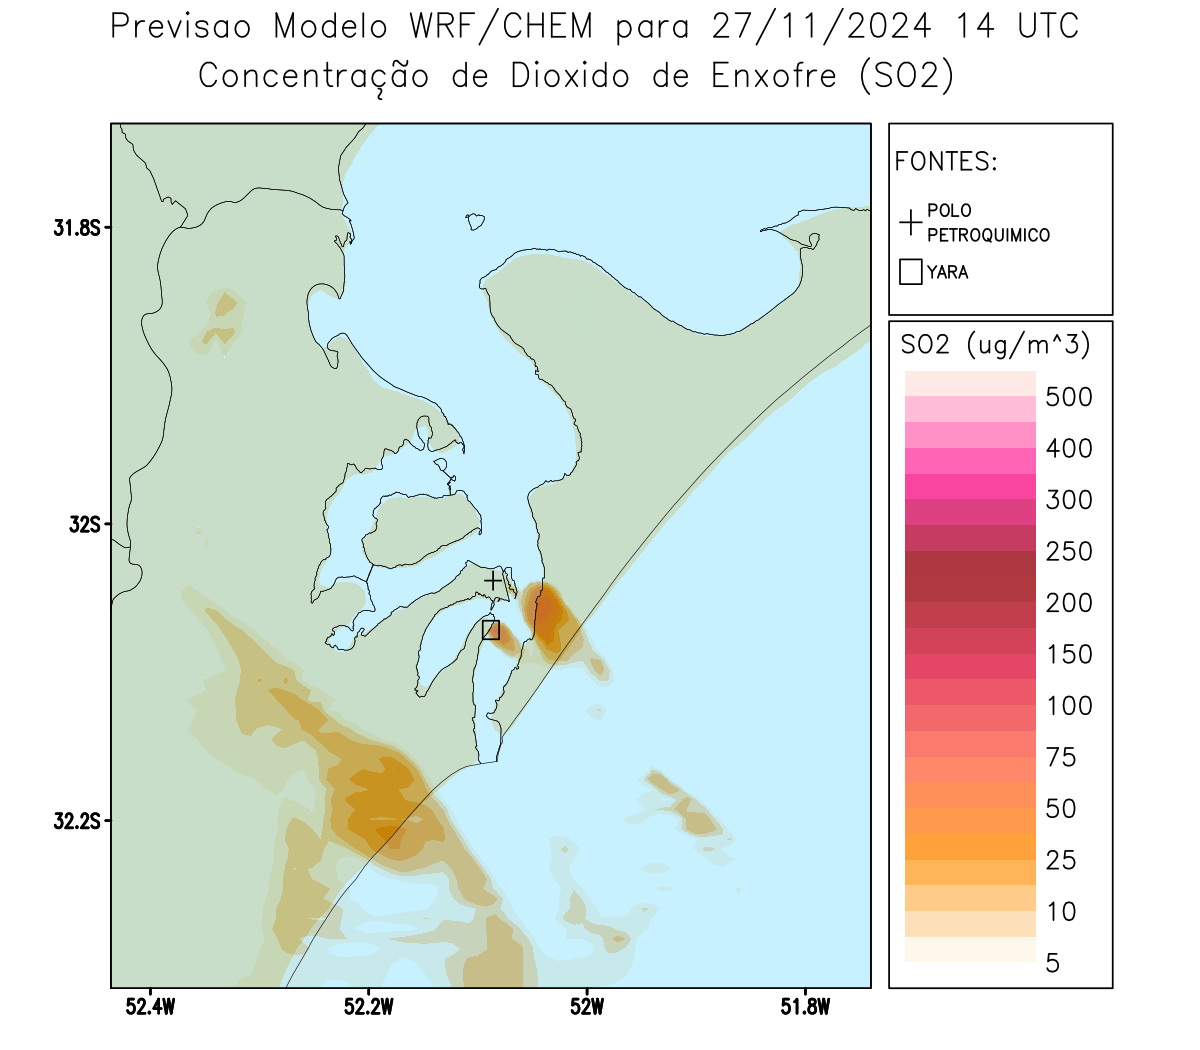 Previsao Modelo WRF/CHEM para 27/11/2024 14 UTC
Concentração de Dioxido de Enxofre (SO2)
FONTES:
POLO
PETROQUIMICO
YARA
SO2 (ug/m^3)
500
400
300
250
200
150
100
75
50
25
10
5
31.8S
32S
32.2S
52.4W
52.2W
52W
51.8W